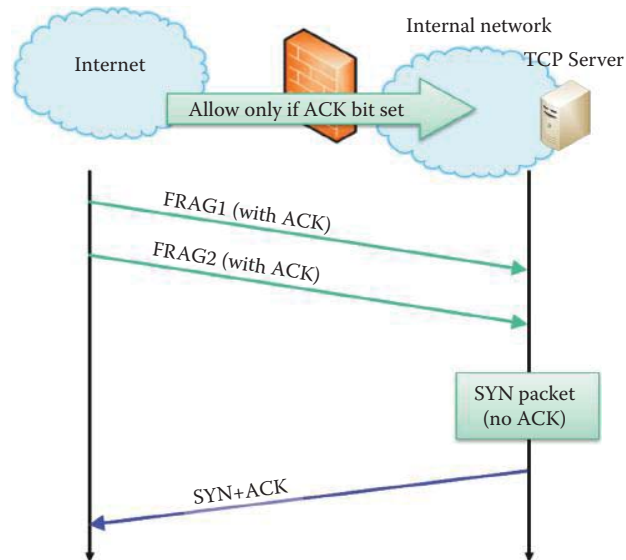 Internal network
Internet
TCP Server
Allow only if ACK bit set
FRAG1 (with ACK)
FRAG2 (with ACK)
SYN packet
(no ACK)
SYN+ACK